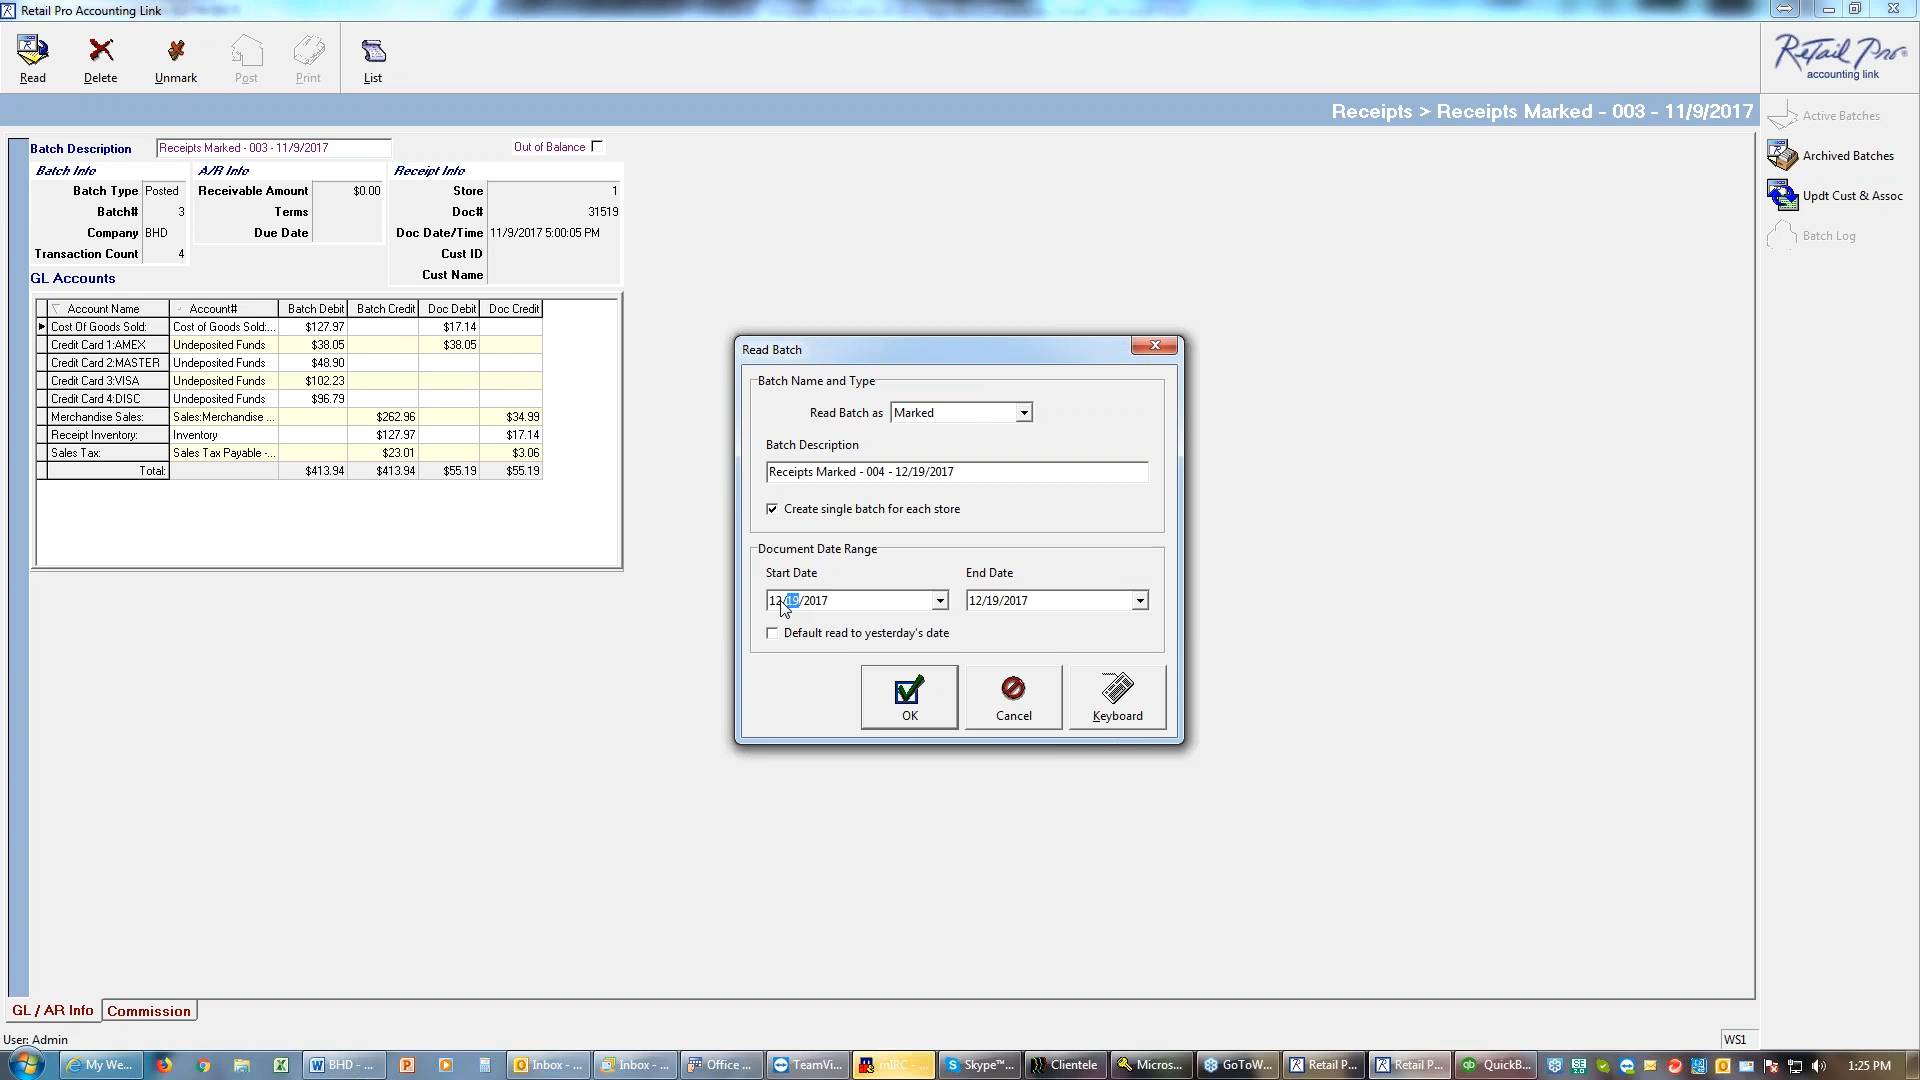 Retail Pro Accounting Link
Read
Delete
Unmark
Post
Print
List
Retail Pro®
accounting link
Receipts > Receipts Marked - 003 - 11/9/2017
Active Batches
Archived Batches
Updt Cust & Assoc
Batch Log
Batch Description Receipts Marked - 003 - 11/9/2017 Out of Balance
Batch Info A/R Info Receipt Info
Batch Type Posted Receivable Amount $0.00 Store 1
Batch# 3 Terms Doc# 31519
Company BHD Due Date Doc Date/Time 11/9/2017 5:00:05 PM
Transaction Count 4 Cust ID
Cust Name
GL Accounts
Account Name Account# Batch Debit Batch Credit Doc Debit Doc Credit
Cost Of Goods Sold: Cost of Goods Sold:... $127.97 $17.14
Credit Card 1:AMEX Undeposited Funds $38.05 $38.05
Credit Card 2:MASTER Undeposited Funds $48.90
Credit Card 3:VISA Undeposited Funds $102.23
Credit Card 4:DISC Undeposited Funds $96.79
Merchandise Sales: Sales:Merchandise ... $262.96 $34.99
Receipt Inventory: Inventory $127.97 $17.14
Sales Tax: Sales Tax Payable -... $23.01 $3.06
Total: $413.94 $413.94 $55.19 $55.19
Read Batch
Batch Name and Type
Read Batch as Marked
Batch Description
Receipts Marked - 004 - 12/19/2017
Create single batch for each store
Document Date Range
Start Date End Date
12/19/2017 12/19/2017
Default read to yesterday's date
OK Cancel Keyboard
GL / AR Info Commission
User: Admin WS1
My We... BHD - ... Inbox - ... Inbox - ... Office ... TeamVi... mIRC - ... Skype™... Clientele Micros... GoToW... Retail P... Retail P... QuickB... 1:25 PM